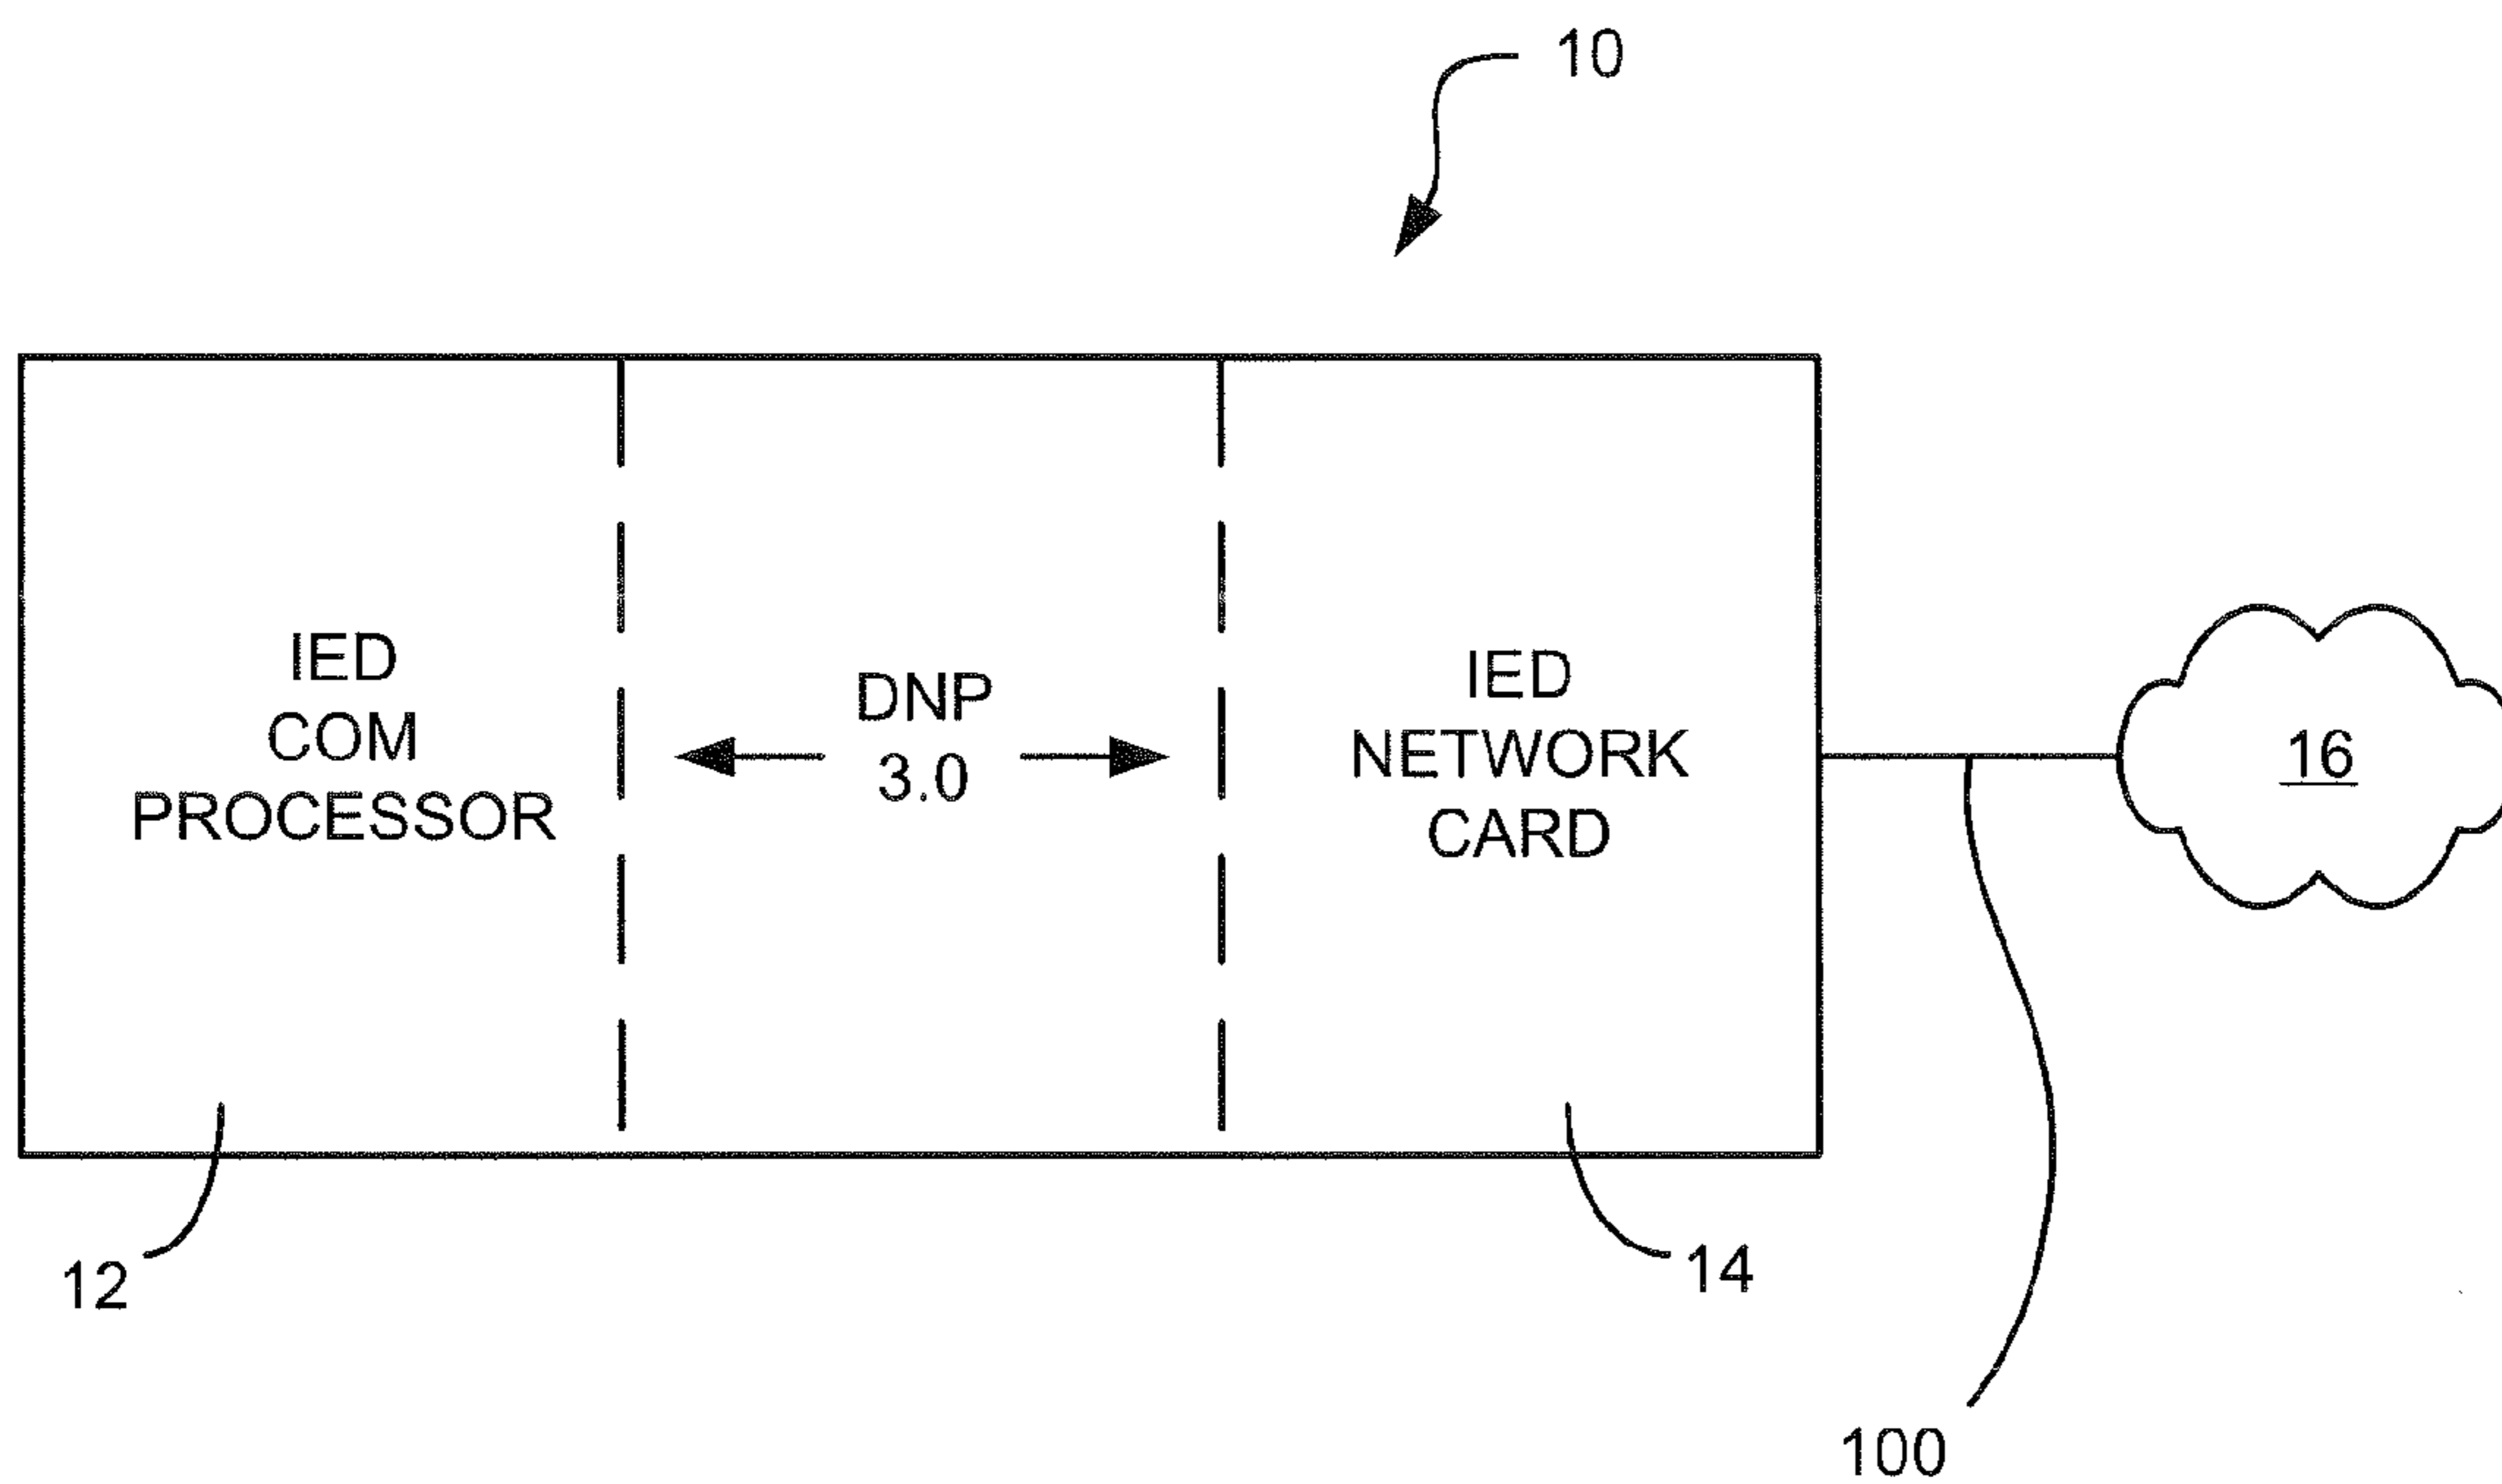 10
IED
COM
PROCESSOR
DNP
3.0
IED
NETWORK
CARD
16
12
14
100